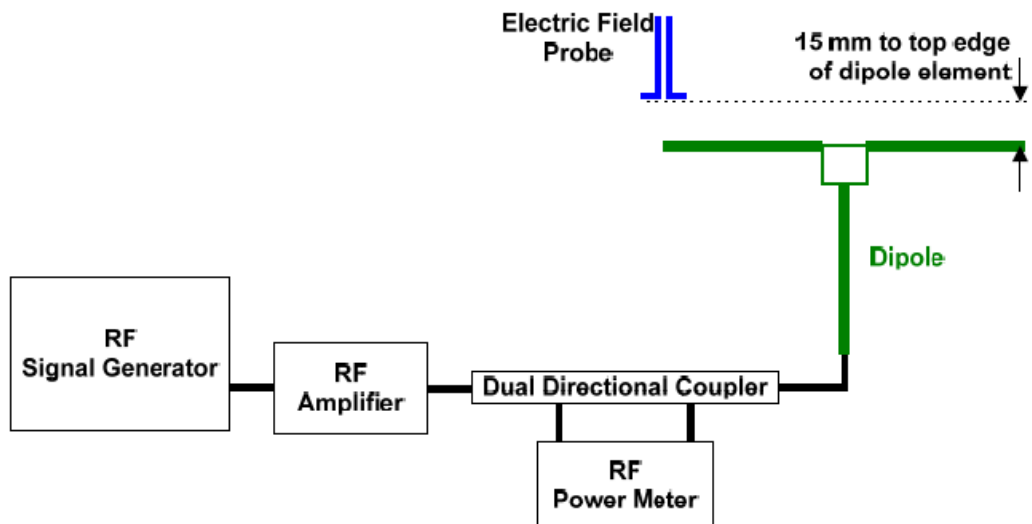 Electric Field
Probe
15 mm to top edge
of dipole element
Dipole
RF
Signal Generator
RF
Amplifier
Dual Directional Coupler
RF
Power Meter